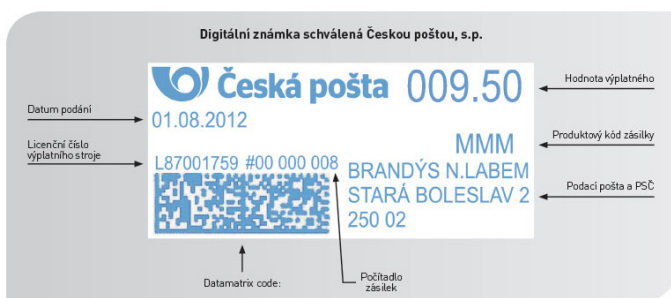 Digitální známka schválená Českou poštou, s.p.
Česká pošta 009.50
Hodnota výplatného
Datum podání
01.08.2012
Licenční číslo
výplatního stroje
MMM
Produktový kód zásilky
L87001759 #00 000 008
BRANDÝS N.LABEM
STARÁ BOLESLAV 2
250 02
Podací pošta a PSČ
Datamatrix code:
Počítadlo
zásilek